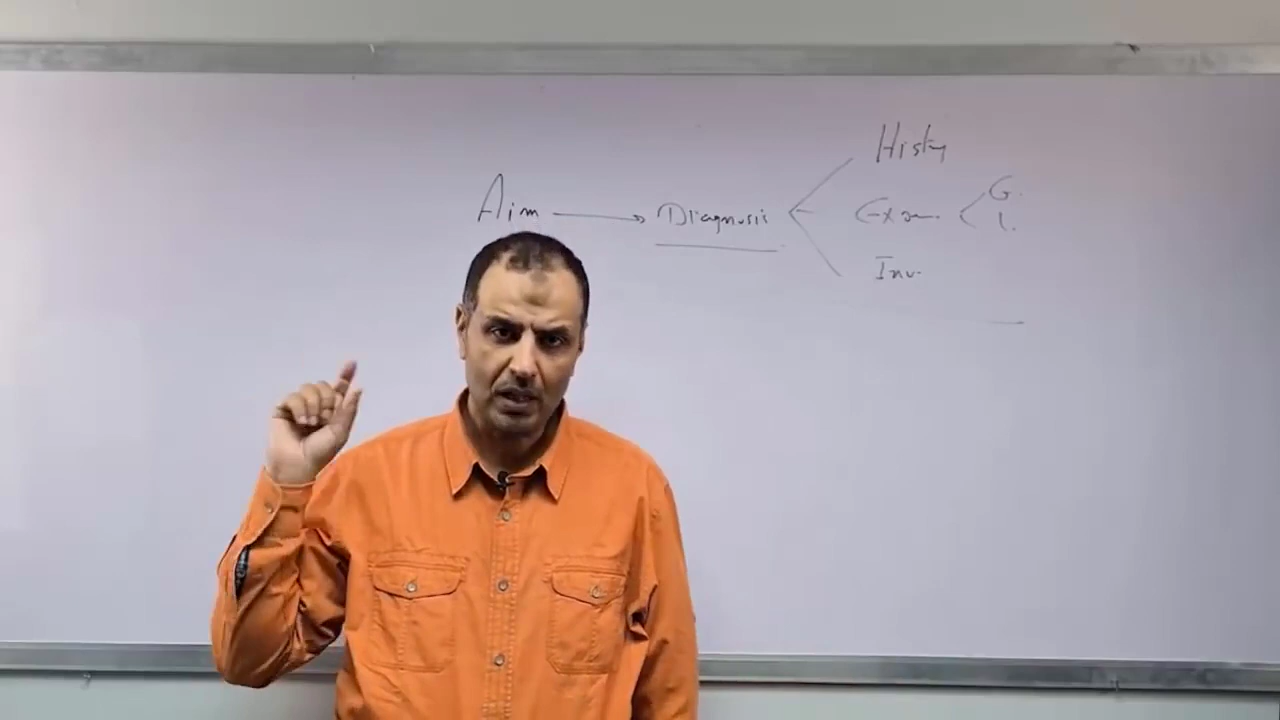 Histy
Aim → Diagnosis
Exam.
G.
L.
Inv.